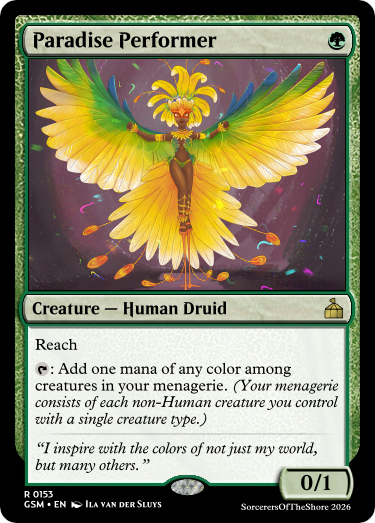 Paradise Performer
Creature — Human Druid
Reach
: Add one mana of any color among
creatures in your menagerie. (Your menagerie
consists of each non-Human creature you control
with a single creature type.)
“I inspire with the colors of not just my world,
but many others.”
0/1
R 0153
GSM • EN Ila van der Sluys
SorcerersOfTheShore 2026